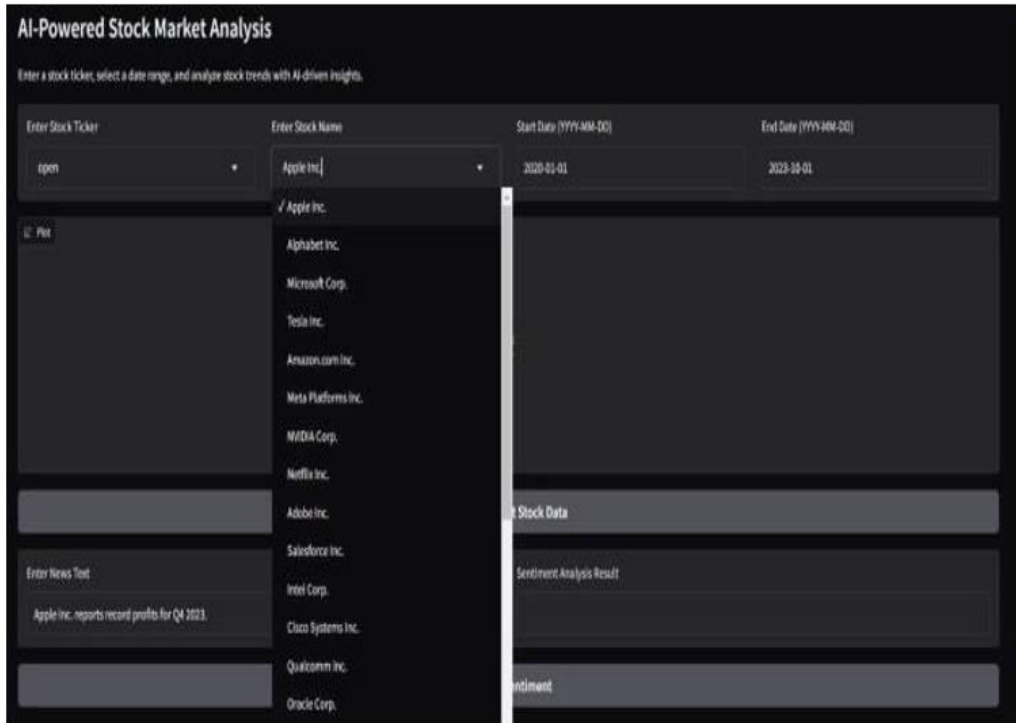 AI-Powered Stock Market Analysis
Enter a stock ticker, select a date range, and analyze stock trends with AI-driven insights.
Enter Stock Ticker
Enter Stock Name
Start Date (YYYY-MM-DD)
End Date (YYYY-MM-DD)
open
Apple Inc.
2020-01-01
2023-10-01
✓ Apple Inc.
Plot
Alphabet Inc.
Microsoft Corp.
Tesla Inc.
Amazon.com Inc.
Meta Platforms Inc.
NVIDIA Corp.
Netflix Inc.
Adobe Inc.
t Stock Data
Salesforce Inc.
Enter News Text
Sentiment Analysis Result
Intel Corp.
Apple Inc. reports record profits for Q4 2023.
Cisco Systems Inc.
Qualcomm Inc.
entiment
Oracle Corp.